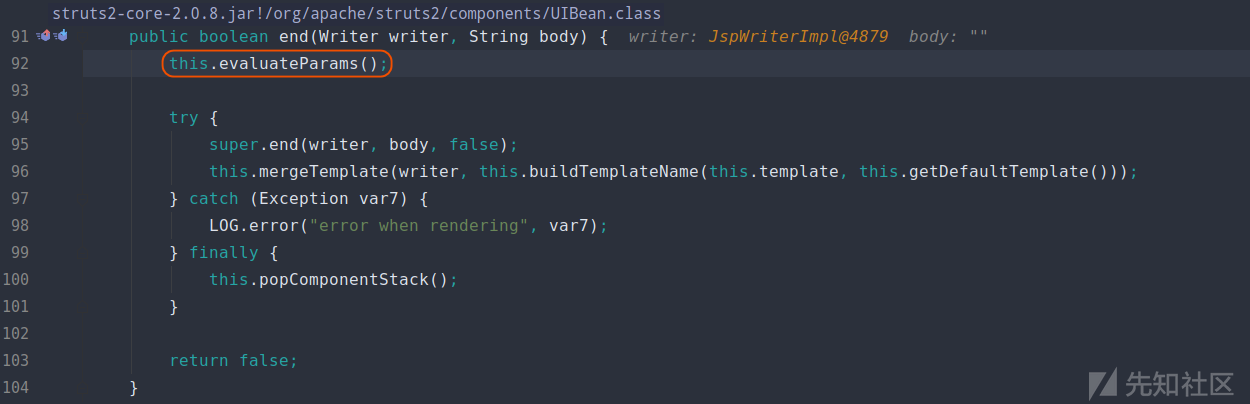 struts2-core-2.0.8.jar!/org/apache/struts2/components/UIBean.class
91 public boolean end(Writer writer, String body) { writer: JspWriterImpl@4879 body: ""
92 this.evaluateParams();
93
94 try {
95 super.end(writer, body, false);
96 this.mergeTemplate(writer, this.buildTemplateName(this.template, this.getDefaultTemplate()));
97 } catch (Exception var7) {
98 LOG.error("error when rendering", var7);
99 } finally {
100 this.popComponentStack();
101 }
102
103 return false;
104 }
先知社区